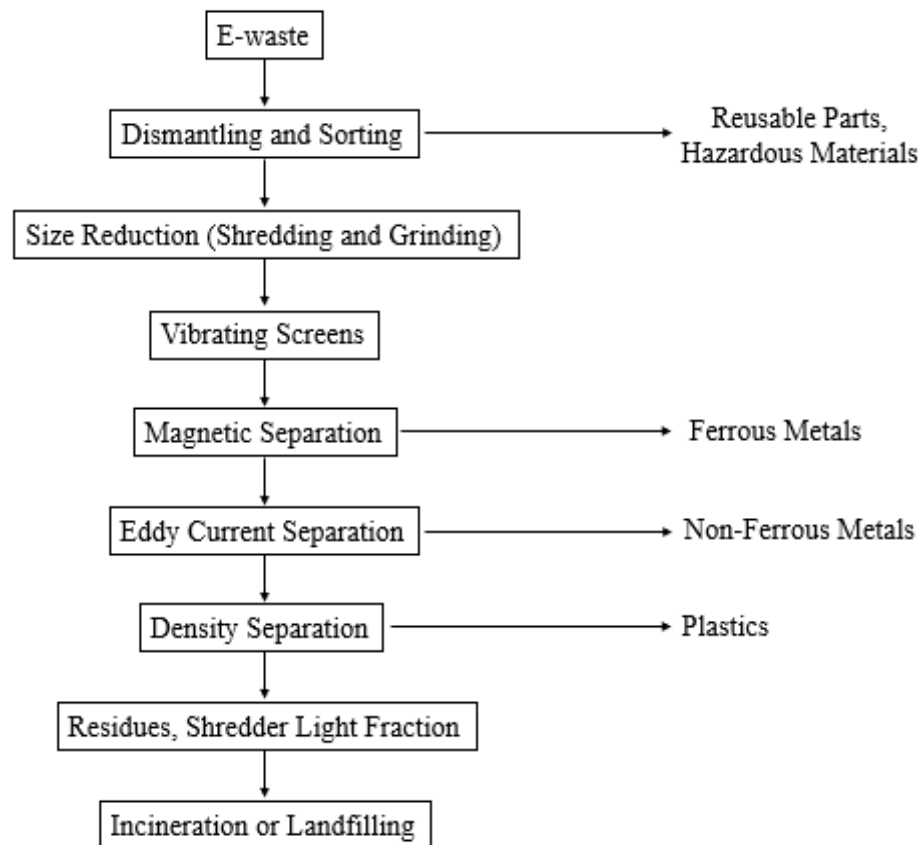 E-waste
Dismantling and Sorting
Reusable Parts,
Hazardous Materials
Size Reduction (Shredding and Grinding)
Vibrating Screens
Magnetic Separation
Ferrous Metals
Eddy Current Separation
Non-Ferrous Metals
Density Separation
Plastics
Residues, Shredder Light Fraction
Incineration or Landfilling